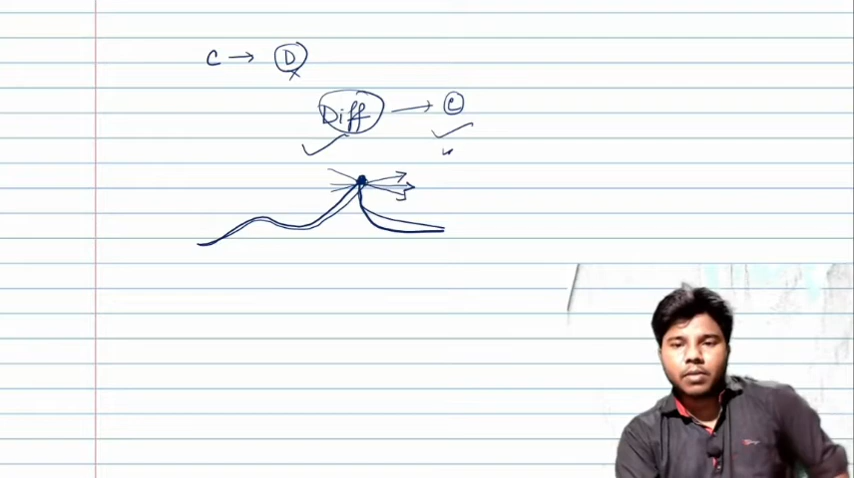 C → D
Diff → C